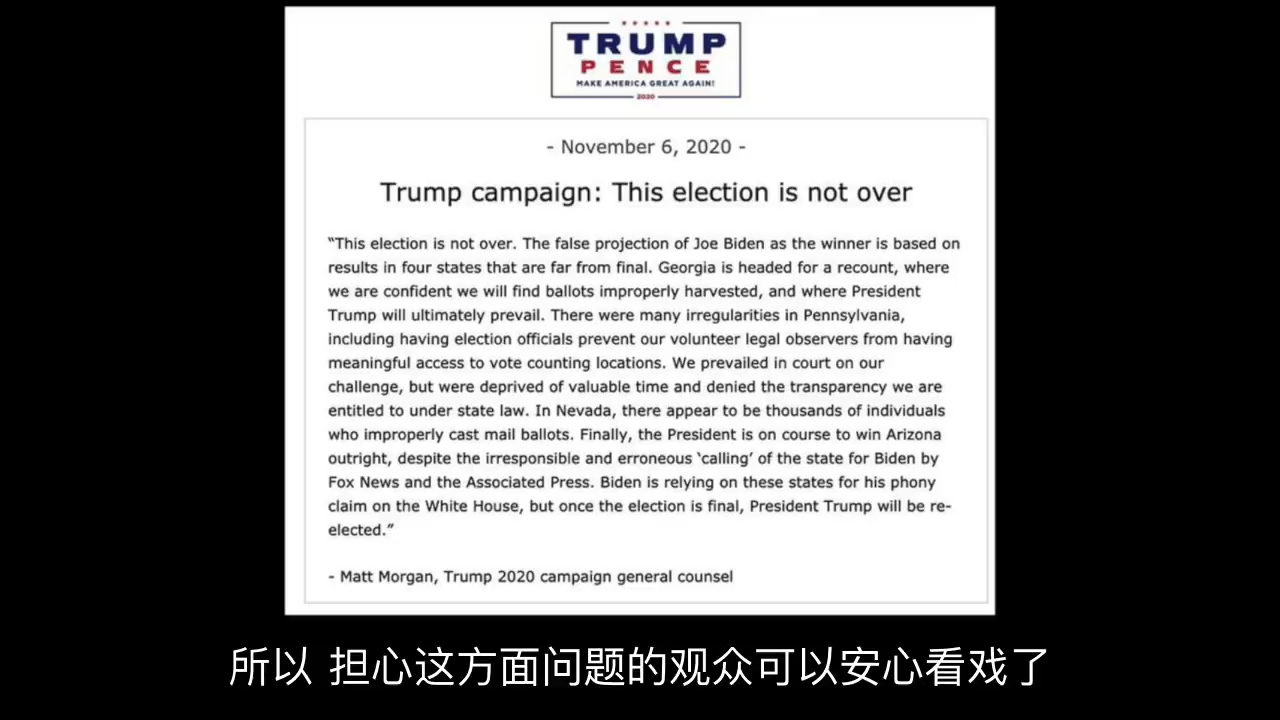 TRUMP
PENCE
MAKE AMERICA GREAT AGAIN!
2020
- November 6, 2020 -
Trump campaign: This election is not over
“This election is not over. The false projection of Joe Biden as the winner is based on
results in four states that are far from final. Georgia is headed for a recount, where
we are confident we will find ballots improperly harvested, and where President
Trump will ultimately prevail. There were many irregularities in Pennsylvania,
including having election officials prevent our volunteer legal observers from having
meaningful access to vote counting locations. We prevailed in court on our
challenge, but were deprived of valuable time and denied the transparency we are
entitled to under state law. In Nevada, there appear to be thousands of individuals
who improperly cast mail ballots. Finally, the President is on course to win Arizona
outright, despite the irresponsible and erroneous ‘calling’ of the state for Biden by
Fox News and the Associated Press. Biden is relying on these states for his phony
claim on the White House, but once the election is final, President Trump will be re-
elected.”
- Matt Morgan, Trump 2020 campaign general counsel
所以 担心这方面问题的观众可以安心看戏了